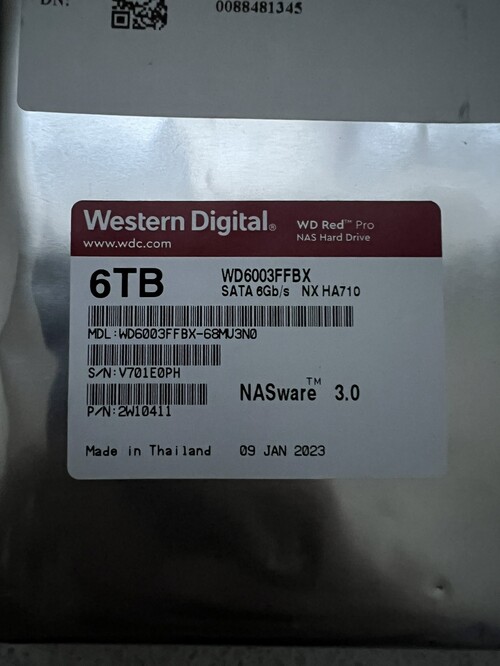 DN:
0088481345
Western Digital®
www.wdc.com
WD Red™ Pro
NAS Hard Drive
6TB
WD6003FFBX
SATA 6Gb/s NX HA710
MDL:WD6003FFBX-68MU3N0
S/N:V701E0PH
P/N:2W10411
NASware™ 3.0
Made in Thailand 09 JAN 2023